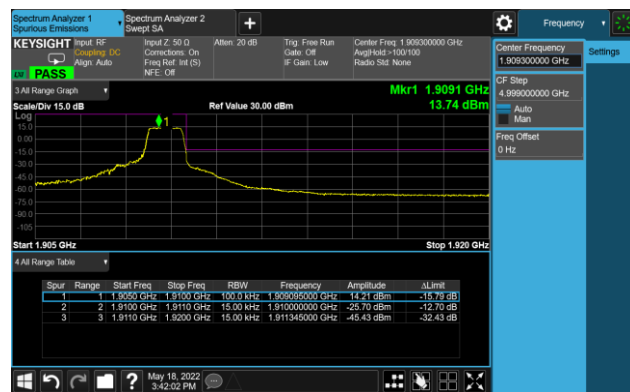 Spectrum Analyzer 1
Spurious Emissions
Spectrum Analyzer 2
Swept SA
Frequency
KEYSIGHT
Input: RF
Coupling: DC
Align: Auto
Input Z: 50 Ω
Corrections: On
Freq Ref: Int (S)
NFE: Off
Atten: 20 dB
Trig: Free Run
Gate: Off
IF Gain: Low
Center Freq: 1.909300000 GHz
Avg|Hold:>100/100
Radio Std: None
PASS
Center Frequency
1.909300000 GHz
Settings
CF Step
4.999000000 GHz
Auto
Man
Freq Offset
0 Hz
3 All Range Graph
Mkr1 1.9091 GHz
Scale/Div 15.0 dB
Ref Value 30.00 dBm
13.74 dBm
Log
15.0
0.00
-15.0
-30.0
-45.0
-60.0
-75.0
-90.0
-105
1
Start 1.905 GHz
Stop 1.920 GHz
4 All Range Table
Spur Range Start Freq Stop Freq RBW Frequency Amplitude ΔLimit
1 1 1.9050 GHz 1.9100 GHz 100.0 kHz 1.909095000 GHz 14.21 dBm -15.79 dB
2 2 1.9100 GHz 1.9110 GHz 15.00 kHz 1.910000000 GHz -25.70 dBm -12.70 dB
3 3 1.9110 GHz 1.9200 GHz 15.00 kHz 1.911345000 GHz -45.43 dBm -32.43 dB
?
May 18, 2022
3:42:02 PM